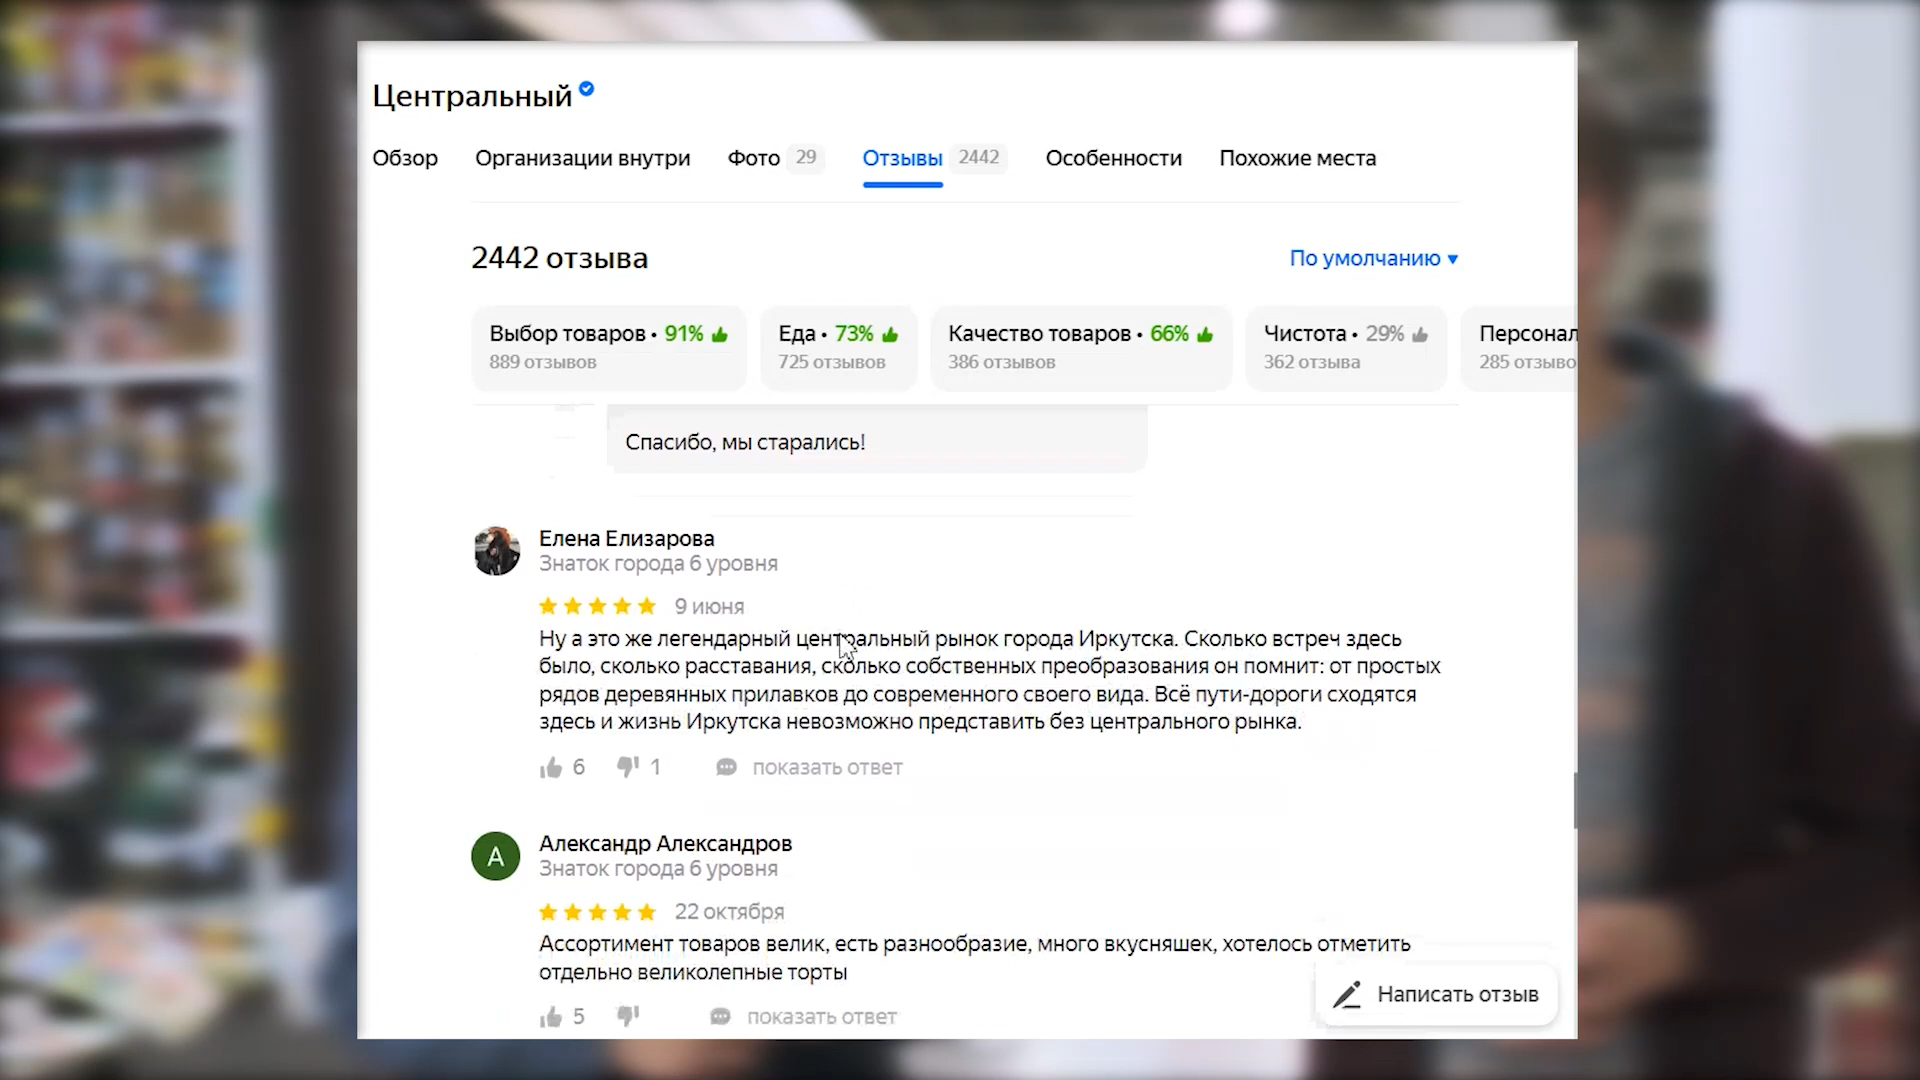 Центральный
Обзор Организации внутри Фото 29 Отзывы 2442 Особенности Похожие места
2442 отзыва По умолчанию
Выбор товаров • 91% Еда • 73% Качество товаров • 66% Чистота • 29% Персонал
889 отзывов 725 отзывов 386 отзывов 362 отзыва 285 отзыво
Спасибо, мы старались!
Елена Елизарова
Знаток города 6 уровня
9 июня
Ну а это же легендарный центральный рынок города Иркутска. Сколько встреч здесь
было, сколько расставания, сколько собственных преобразования он помнит: от простых
рядов деревянных прилавков до современного своего вида. Всё пути-дороги сходятся
здесь и жизнь Иркутска невозможно представить без центрального рынка.
6 1 показать ответ
А
Александр Александров
Знаток города 6 уровня
22 октября
Ассортимент товаров велик, есть разнообразие, много вкусняшек, хотелось отметить
отдельно великолепные торты
5 показать ответ
Написать отзыв